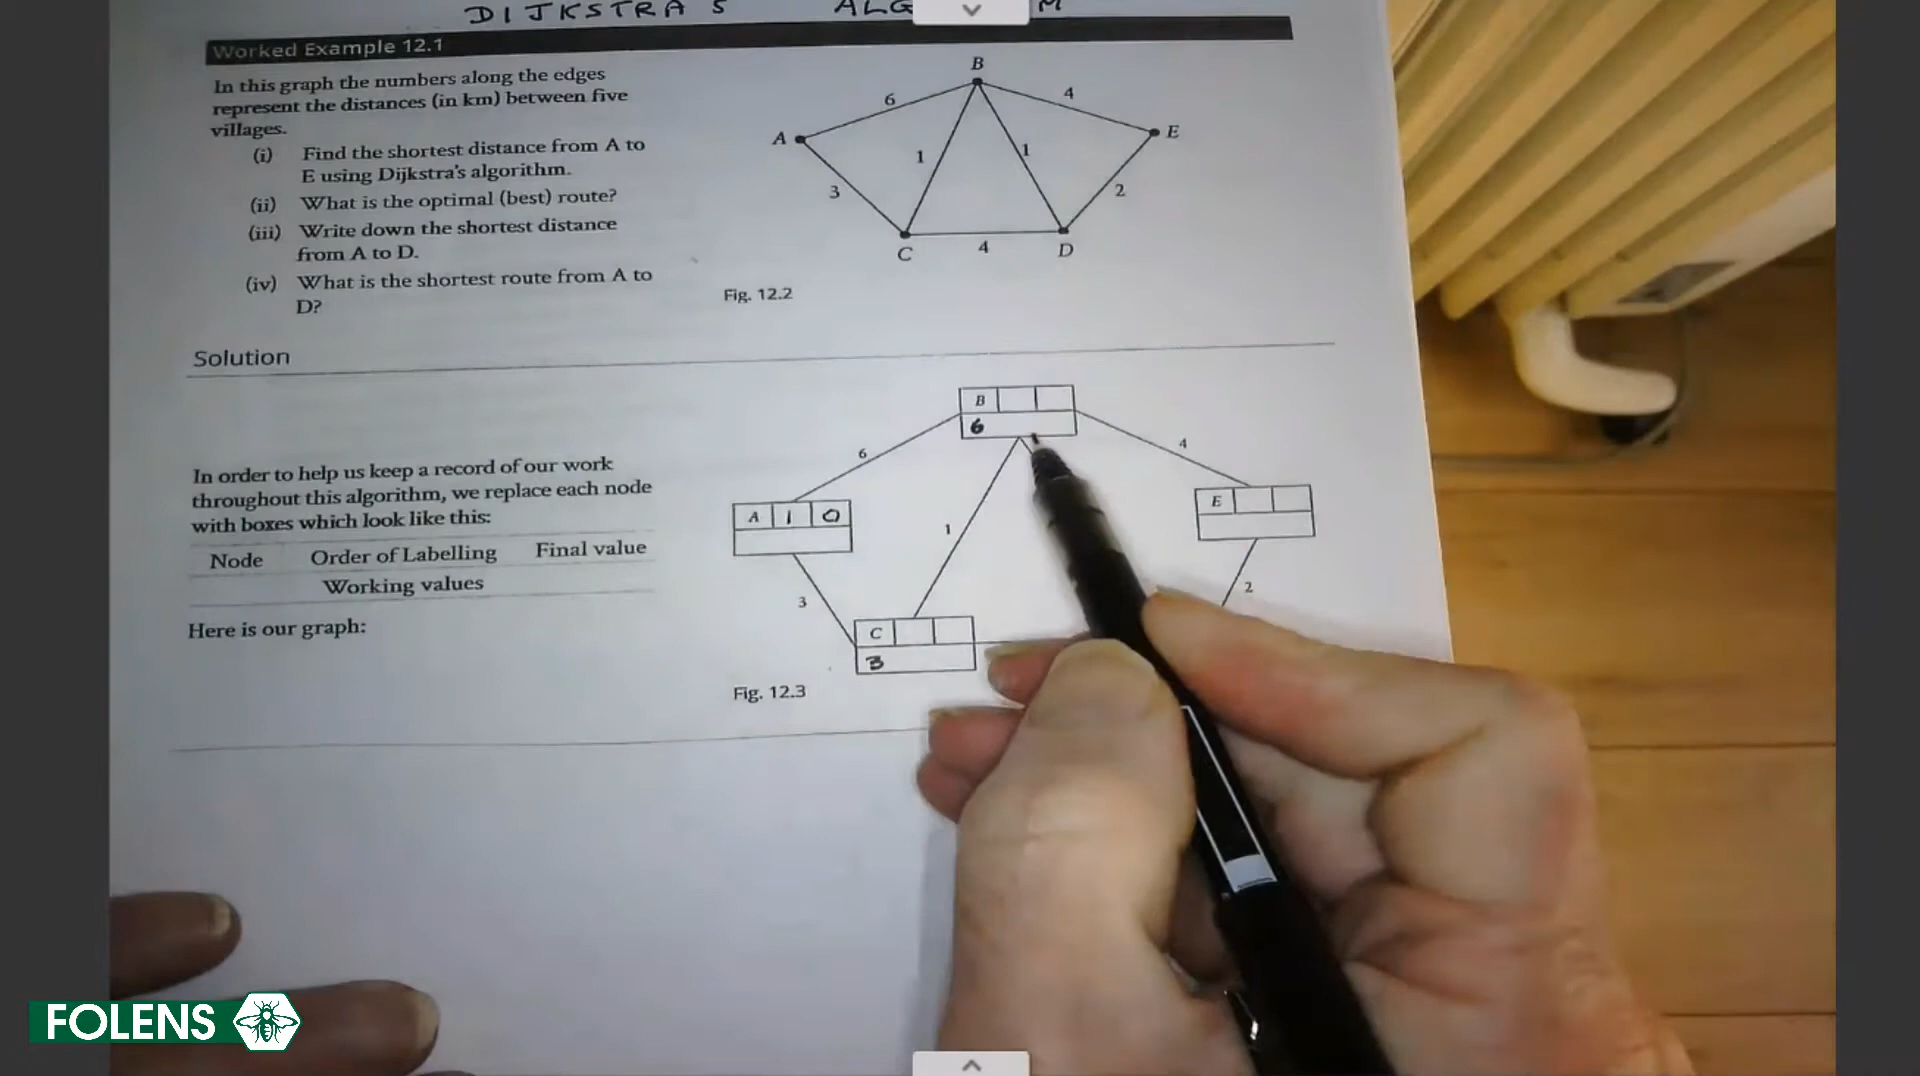 DIJKSTRA'S
Worked Example 12.1
In this graph the numbers along the edges
represent the distances (in km) between five
villages.
(i) Find the shortest distance from A to
E using Dijkstra's algorithm.
(ii) What is the optimal (best) route?
(iii) Write down the shortest distance
from A to D.
(iv) What is the shortest route from A to
D?
B
6
4
A
E
1
1
3
2
C
4
D
Fig. 12.2
Solution
In order to help us keep a record of our work
throughout this algorithm, we replace each node
with boxes which look like this:
Node Order of Labelling Final value
Working values
Here is our graph:
B
6
6
4
A 1 0
E
1
3
2
C
3
Fig. 12.3
FOLENS